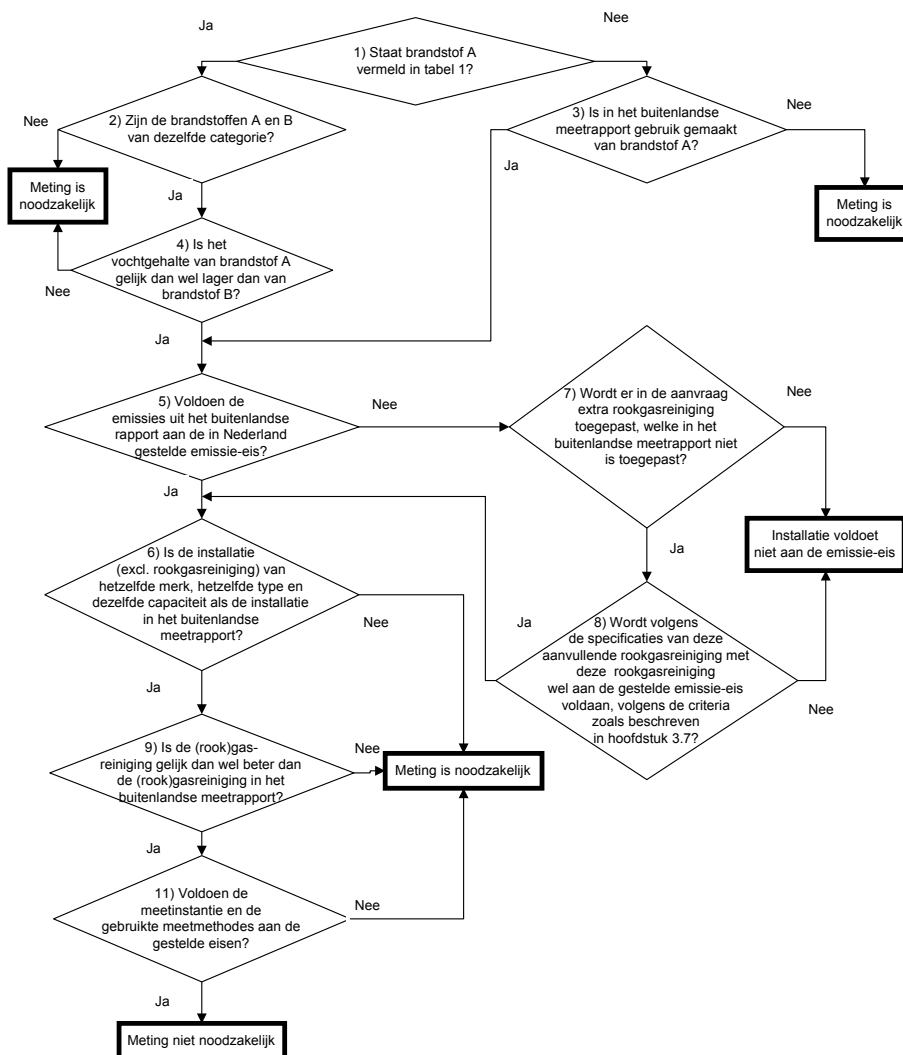 Ja
Nee
1) Staat brandstof A
vermeld in tabel 1?
Nee
2) Zijn de brandstoffen A en B
van dezelfde categorie?
3) Is in het buitenlandse
meetrapport gebruik gemaakt
van brandstof A?
Nee
Ja
Ja
Meting is
noodzakelijk
Meting is
noodzakelijk
4) Is het
vochtgehalte van brandstof A
gelijk dan wel lager dan van
brandstof B?
Nee
Ja
Ja
5) Voldoen de
emissies uit het buitenlandse
rapport aan de in Nederland
gestelde emissie-eis?
Nee
7) Wordt er in de aanvraag
extra rookgasreiniging
toegepast, welke in het
buitenlandse meetrapport niet
is toegepast?
Nee
Ja
Installatie voldoet
niet aan de emissie-eis
Ja
6) Is de installatie
(excl. rookgasreiniging) van
hetzelfde merk, hetzelfde type en
dezelfde capaciteit als de installatie
in het buitenlandse
meetrapport?
Nee
Ja
8) Wordt volgens
de specificaties van deze
aanvullende rookgasreiniging met
deze rookgasreiniging
wel aan de gestelde emissie-eis
voldaan, volgens de criteria
zoals beschreven
in hoofdstuk 3.7?
Nee
Ja
9) Is de (rook)gas-
reiniging gelijk dan wel beter dan
de (rook)gasreiniging in het
buitenlandse meetrapport?
Nee
Meting is noodzakelijk
Ja
11) Voldoen de
meetinstantie en de
gebruikte meetmethodes aan de
gestelde eisen?
Nee
Ja
Meting niet noodzakelijk